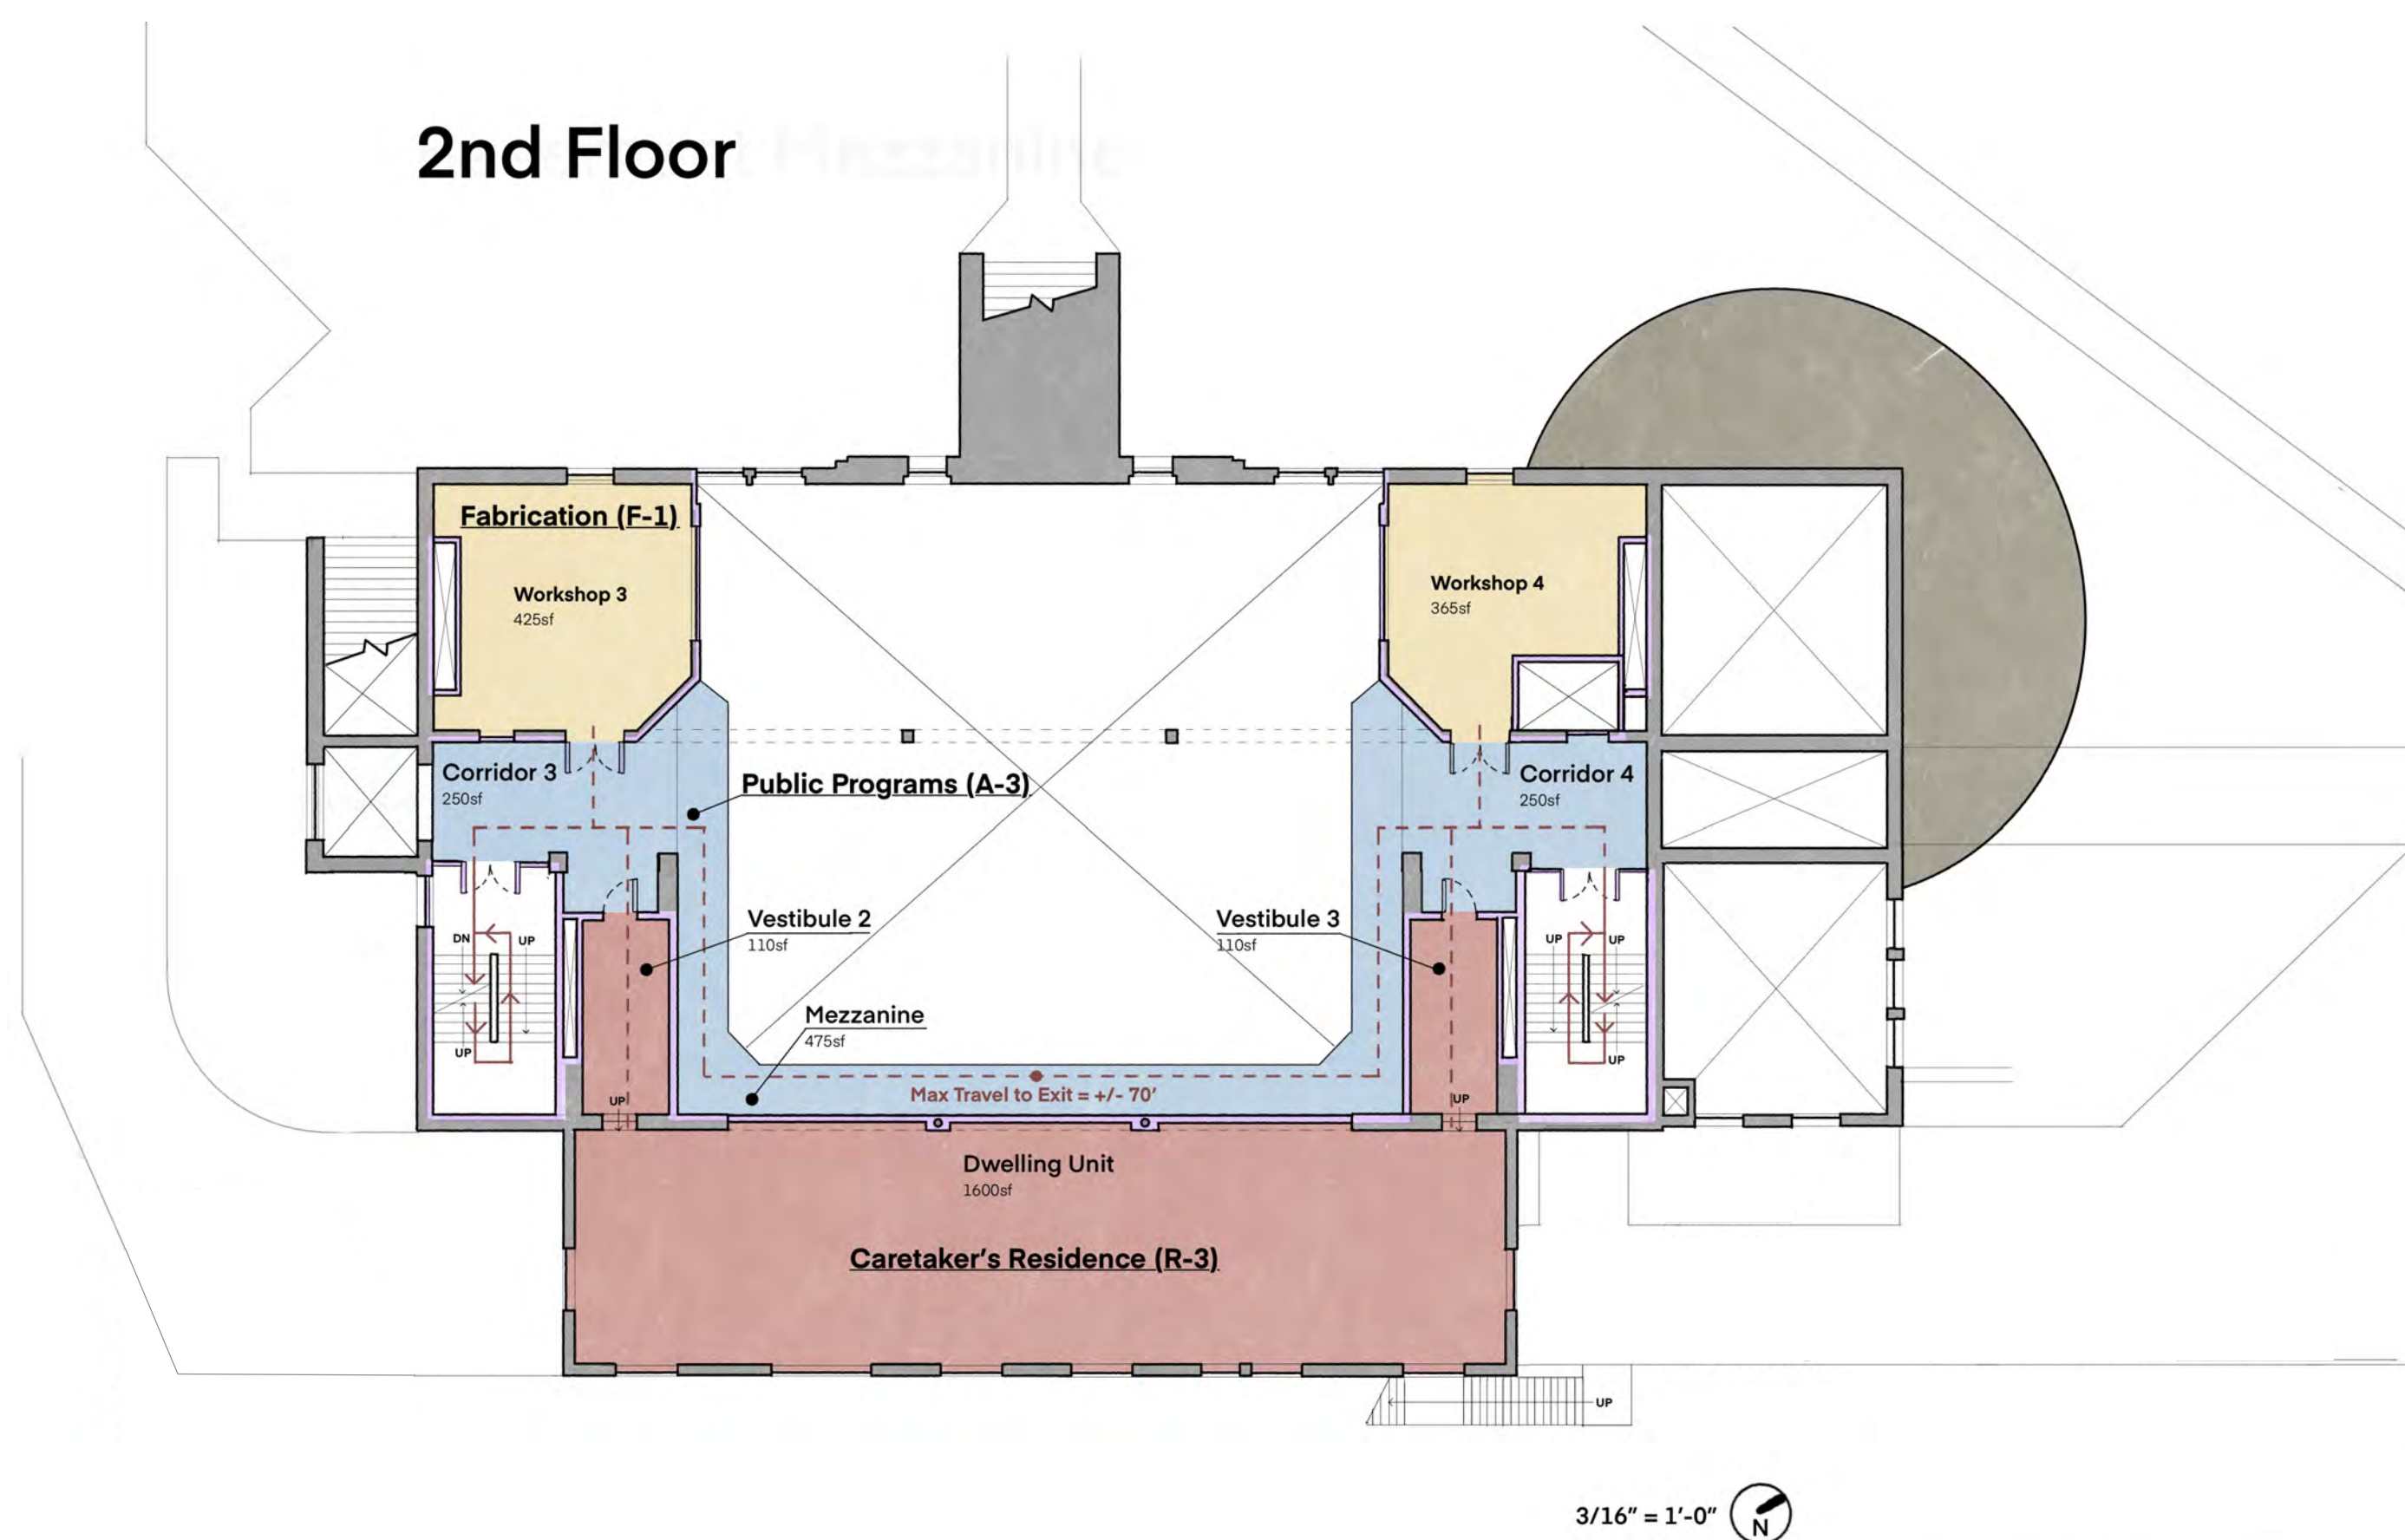 2nd Floor
Fabrication (F-1)
Workshop 3
425sf
Workshop 4
365sf
Corridor 3
250sf
Public Programs (A-3)
Corridor 4
250sf
Vestibule 2
110sf
Vestibule 3
110sf
DN
UP
UP
UP
UP
UP
Mezzanine
475sf
Max Travel to Exit = +/- 70'
UP
UP
Dwelling Unit
1600sf
Caretaker's Residence (R-3)
UP
3/16" = 1'-0"
N